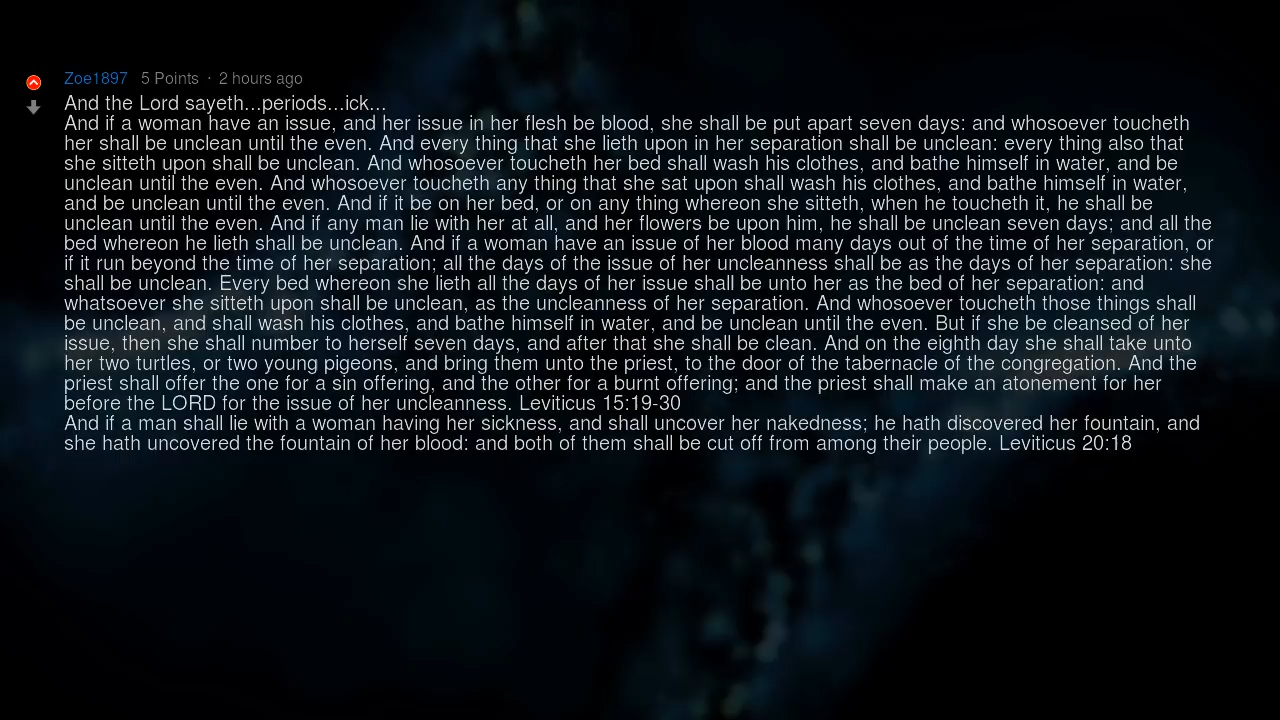 Zoe1897 5 Points · 2 hours ago
And the Lord sayeth...periods...ick...
And if a woman have an issue, and her issue in her flesh be blood, she shall be put apart seven days: and whosoever toucheth
her shall be unclean until the even. And every thing that she lieth upon in her separation shall be unclean: every thing also that
she sitteth upon shall be unclean. And whosoever toucheth her bed shall wash his clothes, and bathe himself in water, and be
unclean until the even. And whosoever toucheth any thing that she sat upon shall wash his clothes, and bathe himself in water,
and be unclean until the even. And if it be on her bed, or on any thing whereon she sitteth, when he toucheth it, he shall be
unclean until the even. And if any man lie with her at all, and her flowers be upon him, he shall be unclean seven days; and all the
bed whereon he lieth shall be unclean. And if a woman have an issue of her blood many days out of the time of her separation, or
if it run beyond the time of her separation; all the days of the issue of her uncleanness shall be as the days of her separation: she
shall be unclean. Every bed whereon she lieth all the days of her issue shall be unto her as the bed of her separation: and
whatsoever she sitteth upon shall be unclean, as the uncleanness of her separation. And whosoever toucheth those things shall
be unclean, and shall wash his clothes, and bathe himself in water, and be unclean until the even. But if she be cleansed of her
issue, then she shall number to herself seven days, and after that she shall be clean. And on the eighth day she shall take unto
her two turtles, or two young pigeons, and bring them unto the priest, to the door of the tabernacle of the congregation. And the
priest shall offer the one for a sin offering, and the other for a burnt offering; and the priest shall make an atonement for her
before the LORD for the issue of her uncleanness. Leviticus 15:19-30
And if a man shall lie with a woman having her sickness, and shall uncover her nakedness; he hath discovered her fountain, and
she hath uncovered the fountain of her blood: and both of them shall be cut off from among their people. Leviticus 20:18